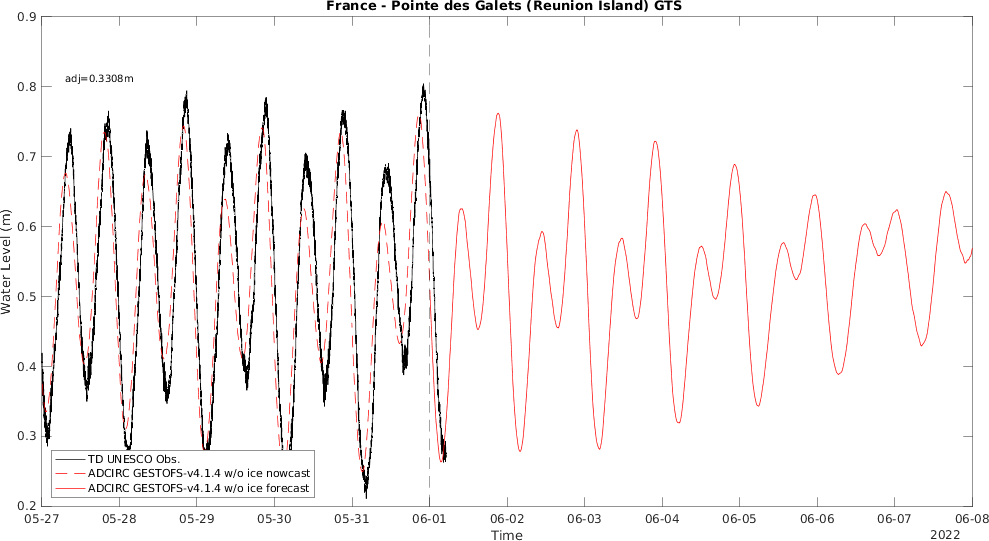 France - Pointe des Galets (Reunion Island) GTS
0.9
0.8
0.7
0.6
0.5
0.4
0.3
0.2
Water Level (m)
adj=0.3308m
TD UNESCO Obs.
ADCIRC GESTOFS-v4.1.4 w/o ice nowcast
ADCIRC GESTOFS-v4.1.4 w/o ice forecast
05-27 05-28 05-29 05-30 05-31 06-01 06-02 06-03 06-04 06-05 06-06 06-07 06-08
Time
2022